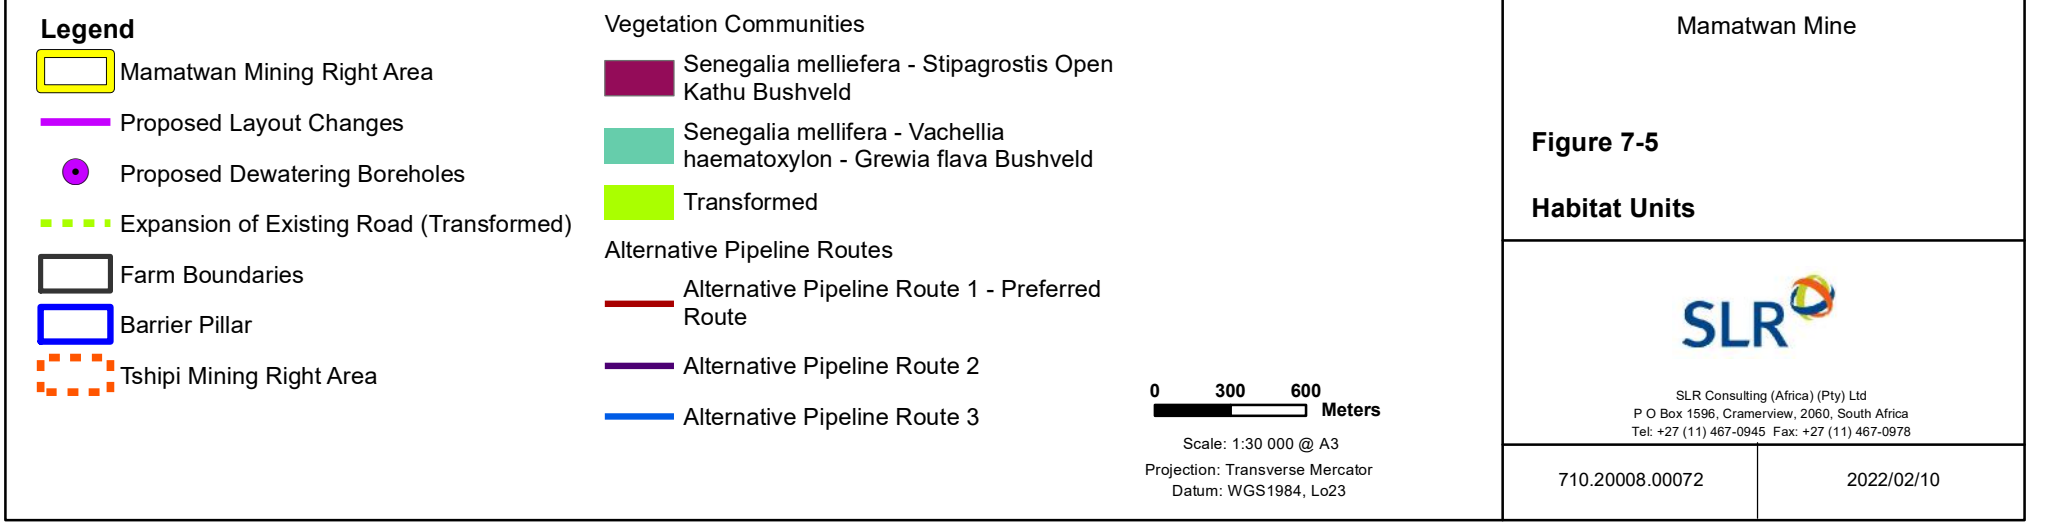 Legend
Mamatwan Mining Right Area
Proposed Layout Changes
Proposed Dewatering Boreholes
Expansion of Existing Road (Transformed)
Farm Boundaries
Barrier Pillar
Tshipi Mining Right Area
Vegetation Communities
Senegalia melliefera - Stipagrostis Open
Kathu Bushveld
Senegalia mellifera - Vachellia
haematoxylon - Grewia flava Bushveld
Transformed
Alternative Pipeline Routes
Alternative Pipeline Route 1 - Preferred
Route
Alternative Pipeline Route 2
Alternative Pipeline Route 3
0 300 600
Meters
Scale: 1:30 000 @ A3
Projection: Transverse Mercator
Datum: WGS1984, Lo23
Mamatwan Mine
Figure 7-5
Habitat Units
SLR
SLR Consulting (Africa) (Pty) Ltd
P O Box 1596, Cramerview, 2060, South Africa
Tel: +27 (11) 467-0945 Fax: +27 (11) 467-0978
710.20008.00072
2022/02/10